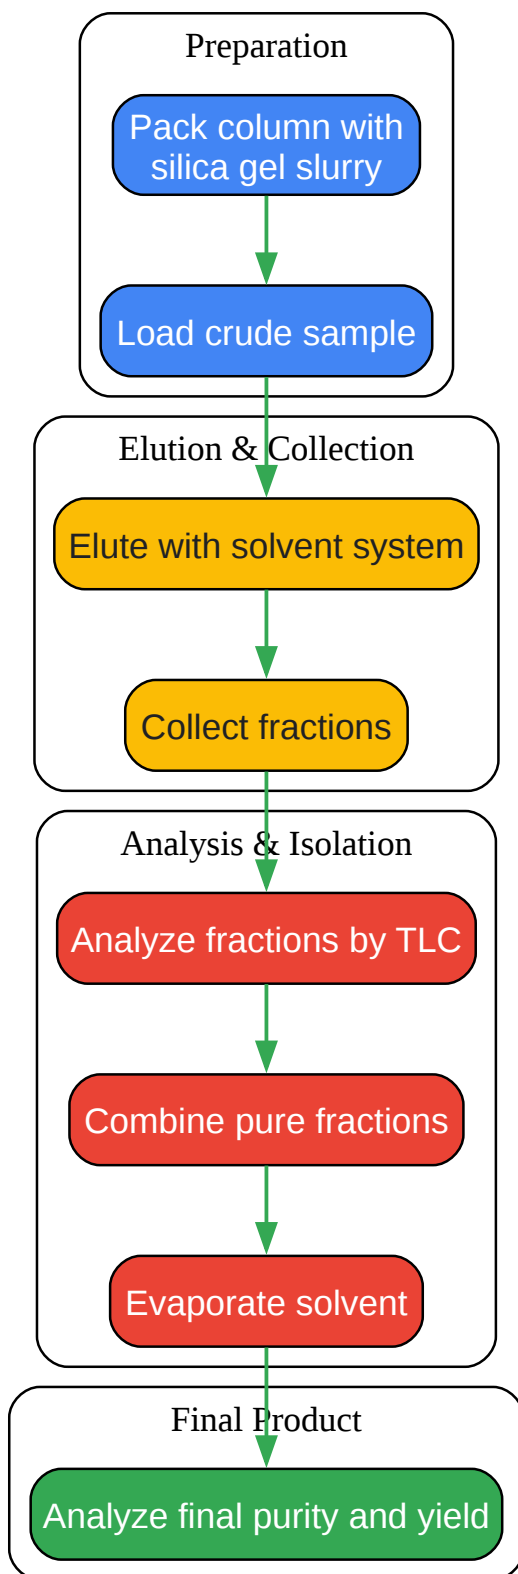 Preparation
Pack column with
silica gel slurry
Load crude sample
Elution & Collection
Elute with solvent system
Collect fractions
Analysis & Isolation
Analyze fractions by TLC
Combine pure fractions
Evaporate solvent
Final Product
Analyze final purity and yield